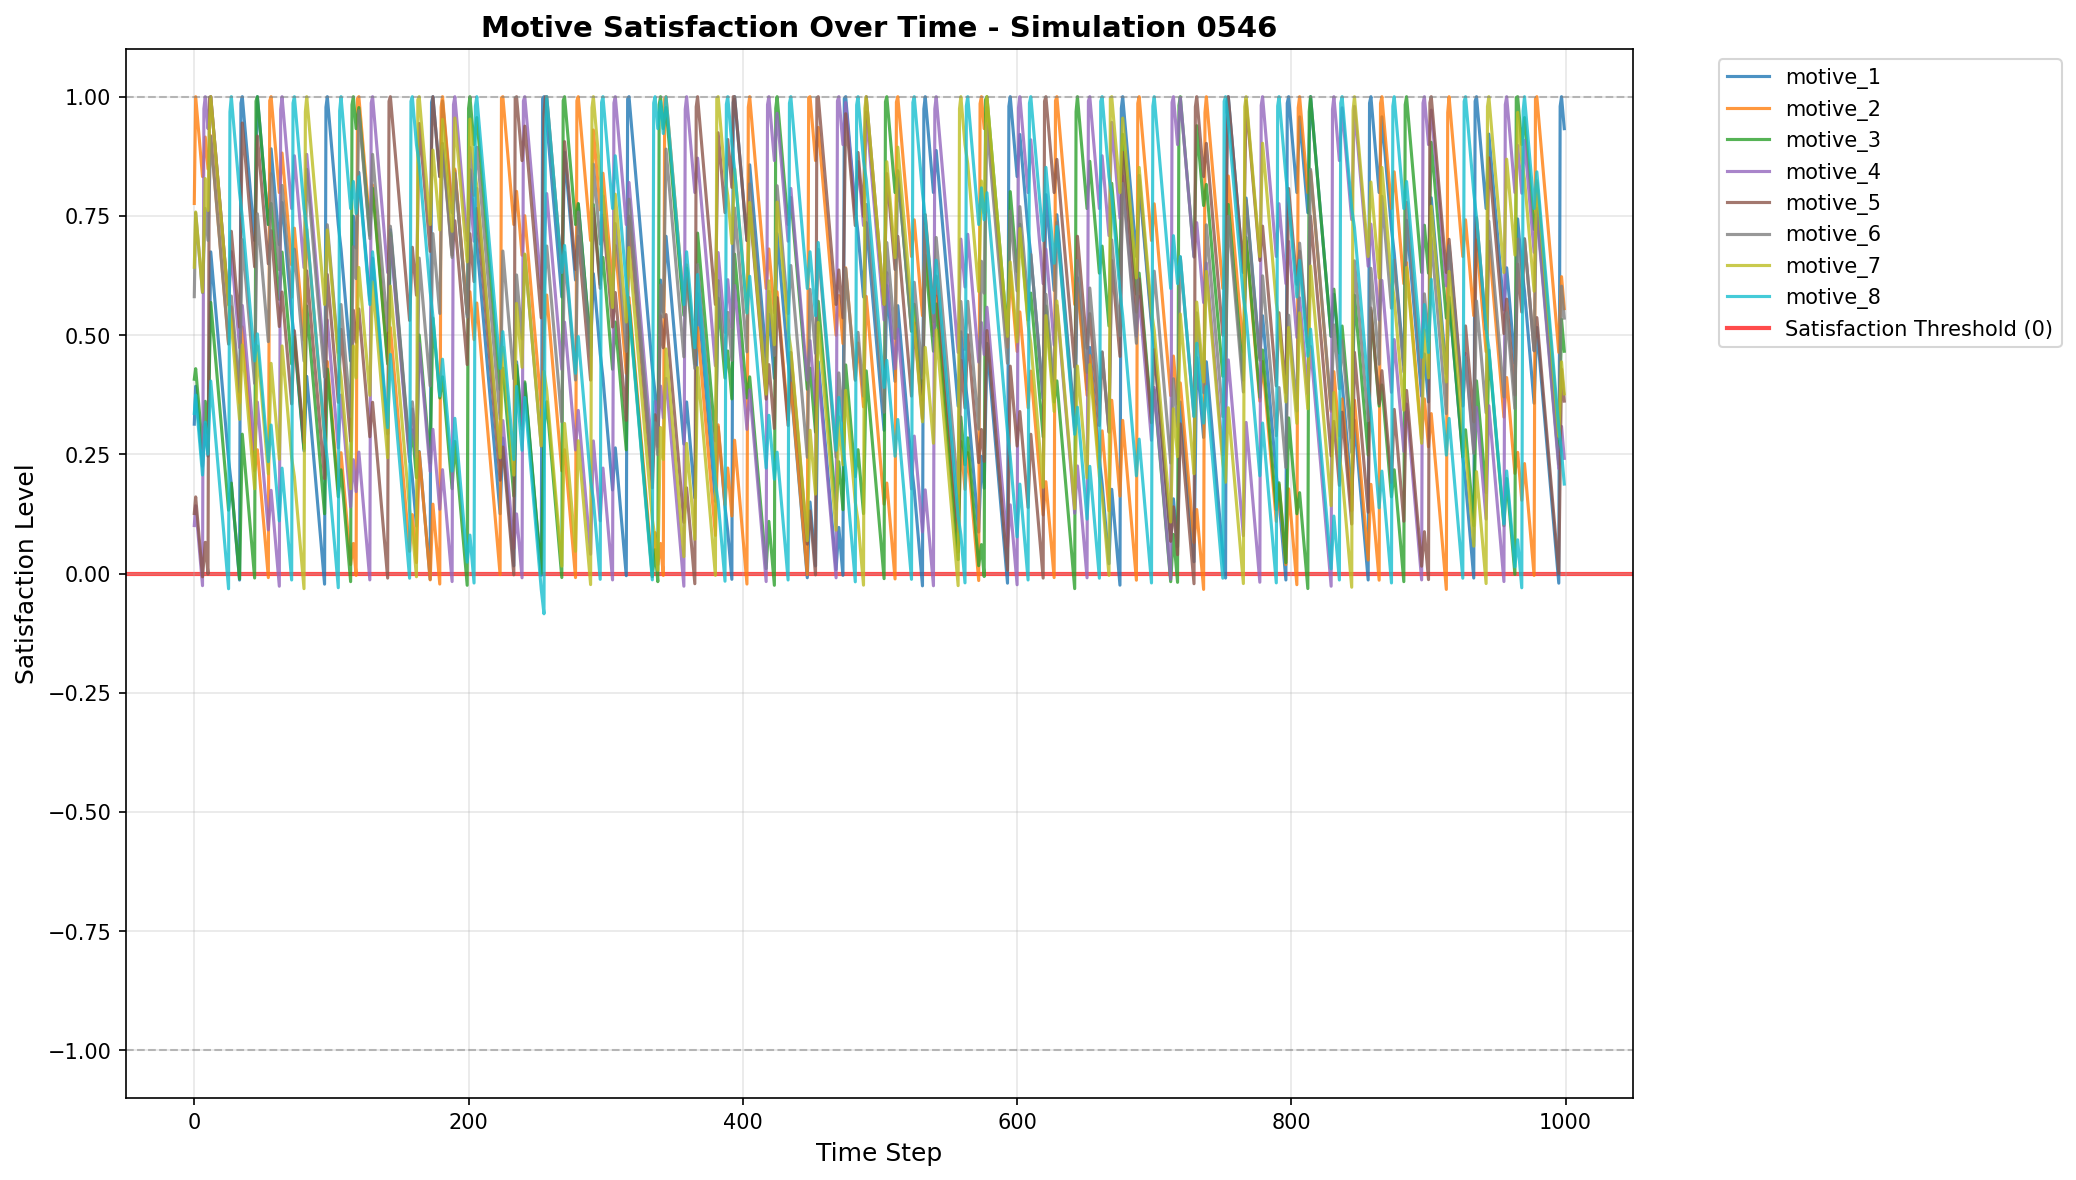 Motive Satisfaction Over Time - Simulation 0546
motive_1
motive_2
motive_3
motive_4
motive_5
motive_6
motive_7
motive_8
Satisfaction Threshold (0)
Satisfaction Level
1.00
0.75
0.50
0.25
0.00
−0.25
−0.50
−0.75
−1.00
0 200 400 600 800 1000
Time Step